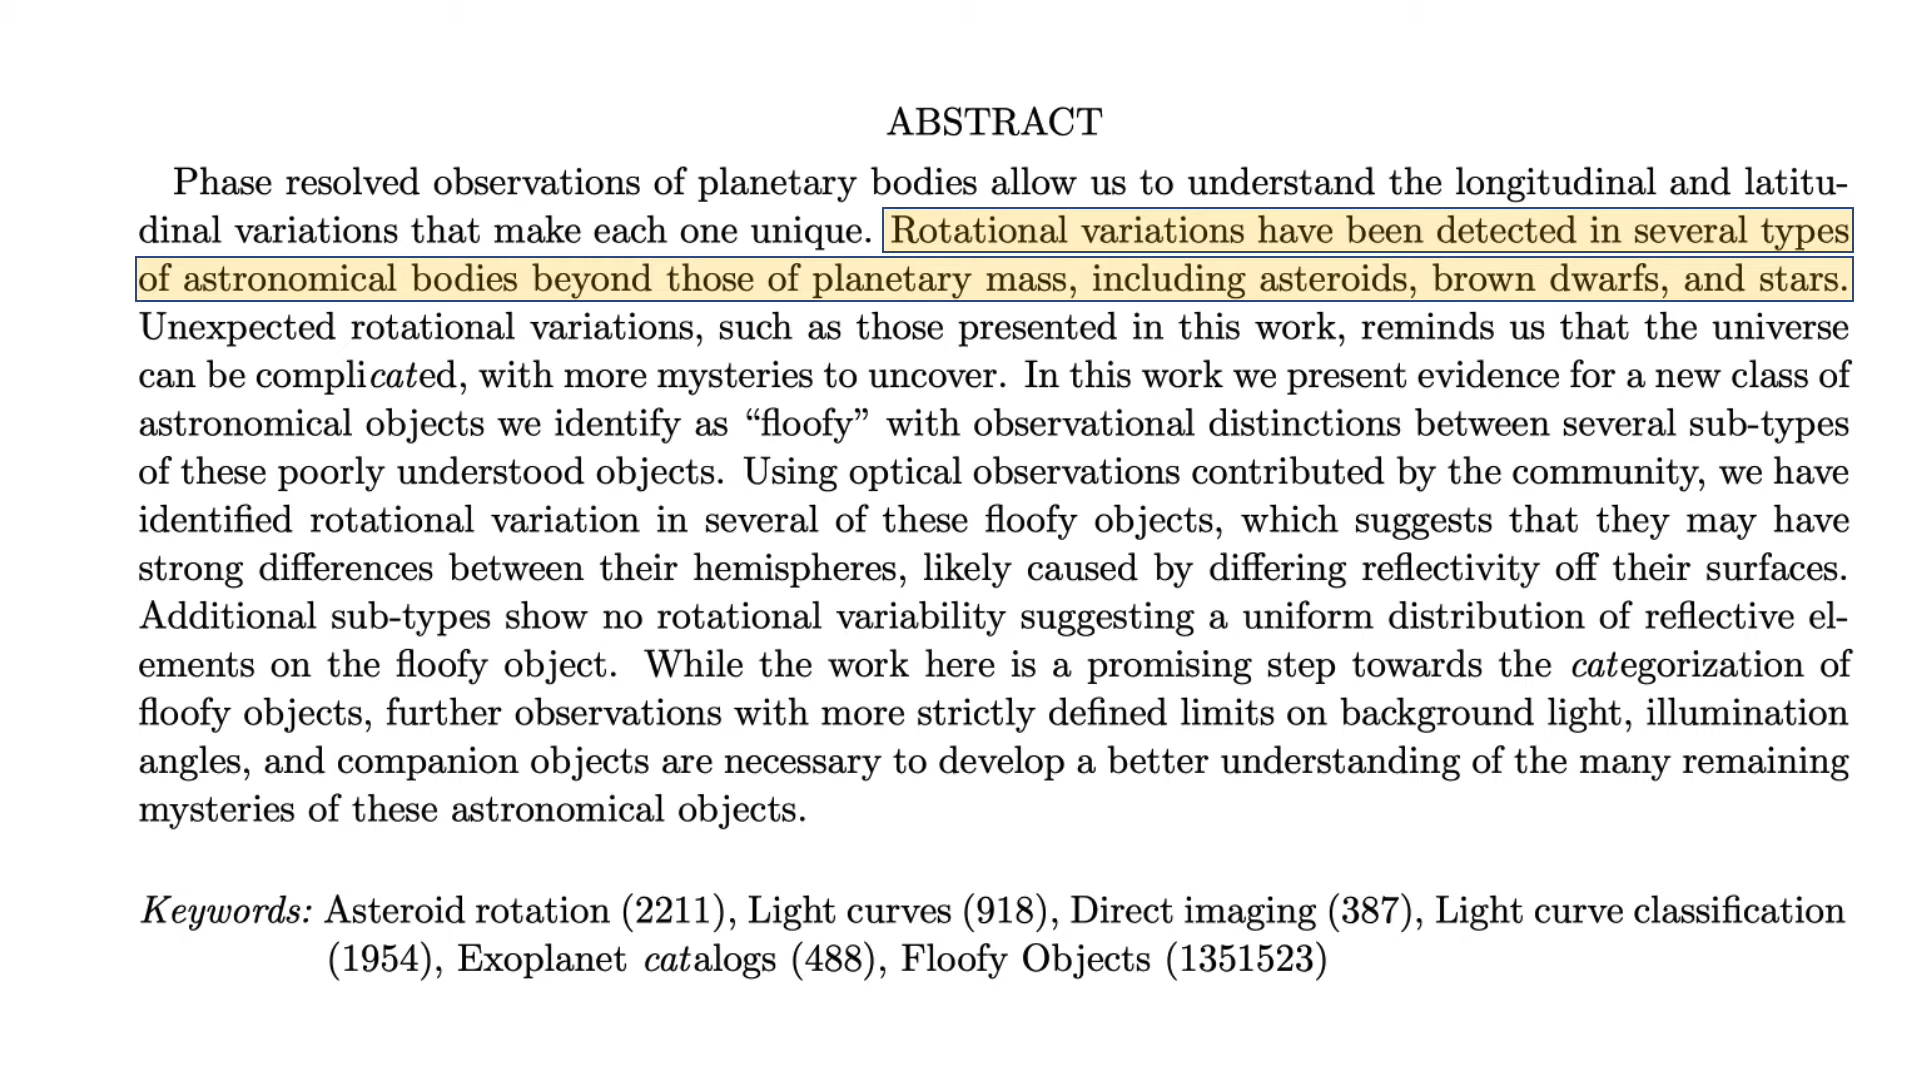 ABSTRACT
Phase resolved observations of planetary bodies allow us to understand the longitudinal and latitu-
dinal variations that make each one unique. Rotational variations have been detected in several types
of astronomical bodies beyond those of planetary mass, including asteroids, brown dwarfs, and stars.
Unexpected rotational variations, such as those presented in this work, reminds us that the universe
can be complicated, with more mysteries to uncover. In this work we present evidence for a new class of
astronomical objects we identify as “floofy” with observational distinctions between several sub-types
of these poorly understood objects. Using optical observations contributed by the community, we have
identified rotational variation in several of these floofy objects, which suggests that they may have
strong differences between their hemispheres, likely caused by differing reflectivity off their surfaces.
Additional sub-types show no rotational variability suggesting a uniform distribution of reflective el-
ements on the floofy object. While the work here is a promising step towards the categorization of
floofy objects, further observations with more strictly defined limits on background light, illumination
angles, and companion objects are necessary to develop a better understanding of the many remaining
mysteries of these astronomical objects.
Keywords: Asteroid rotation (2211), Light curves (918), Direct imaging (387), Light curve classification
(1954), Exoplanet catalogs (488), Floofy Objects (1351523)